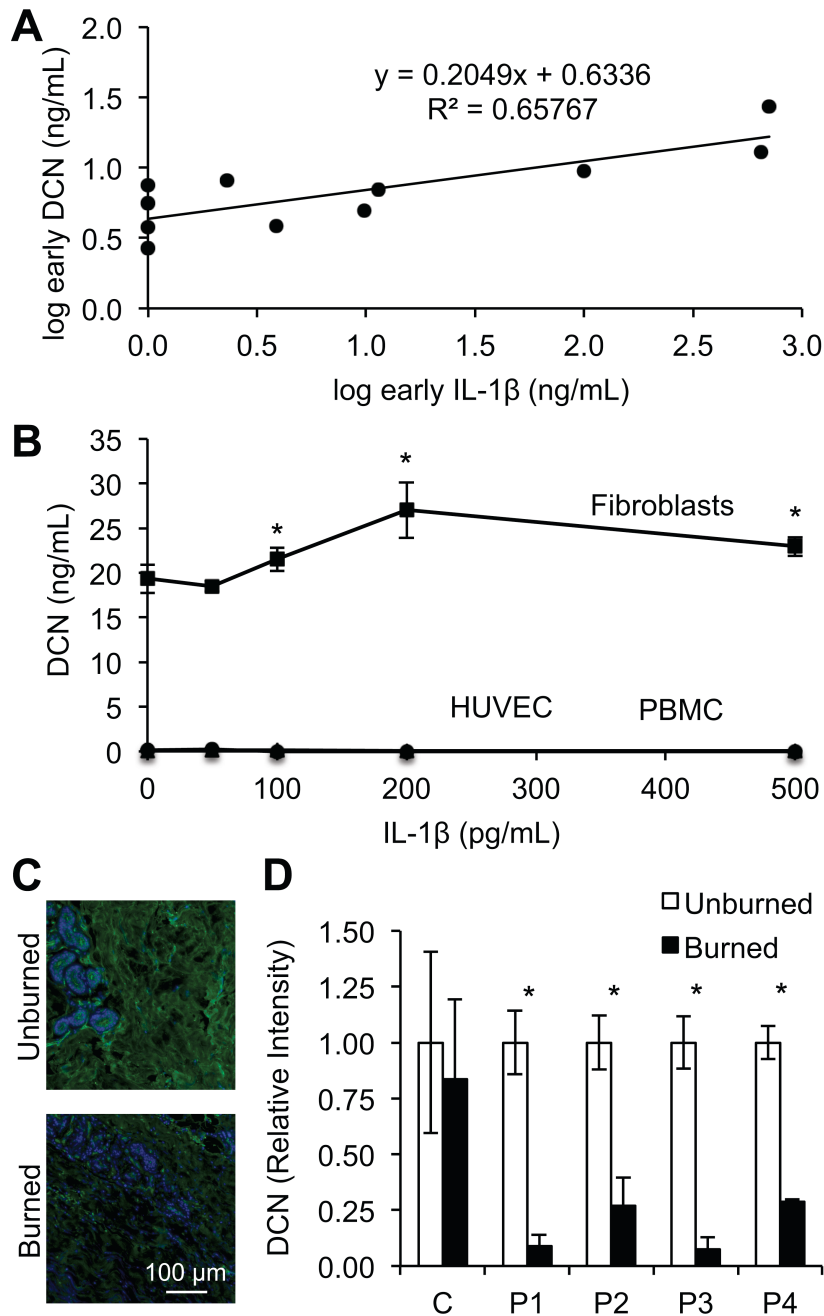 A
y = 0.2049x + 0.6336
R² = 0.65767
log early DCN (ng/mL)
2.0
1.5
1.0
0.5
0.0
0.0 0.5 1.0 1.5 2.0 2.5 3.0
log early IL-1β (ng/mL)
B
DCN (ng/mL)
35
30
25
20
15
10
5
0
* * *
Fibroblasts
HUVEC PBMC
0 100 200 300 400 500
IL-1β (pg/mL)
C
Unburned
Burned
100 µm
D
Unburned
Burned
DCN (Relative Intensity)
1.50
1.25
1.00
0.75
0.50
0.25
0.00
* * * *
C P1 P2 P3 P4